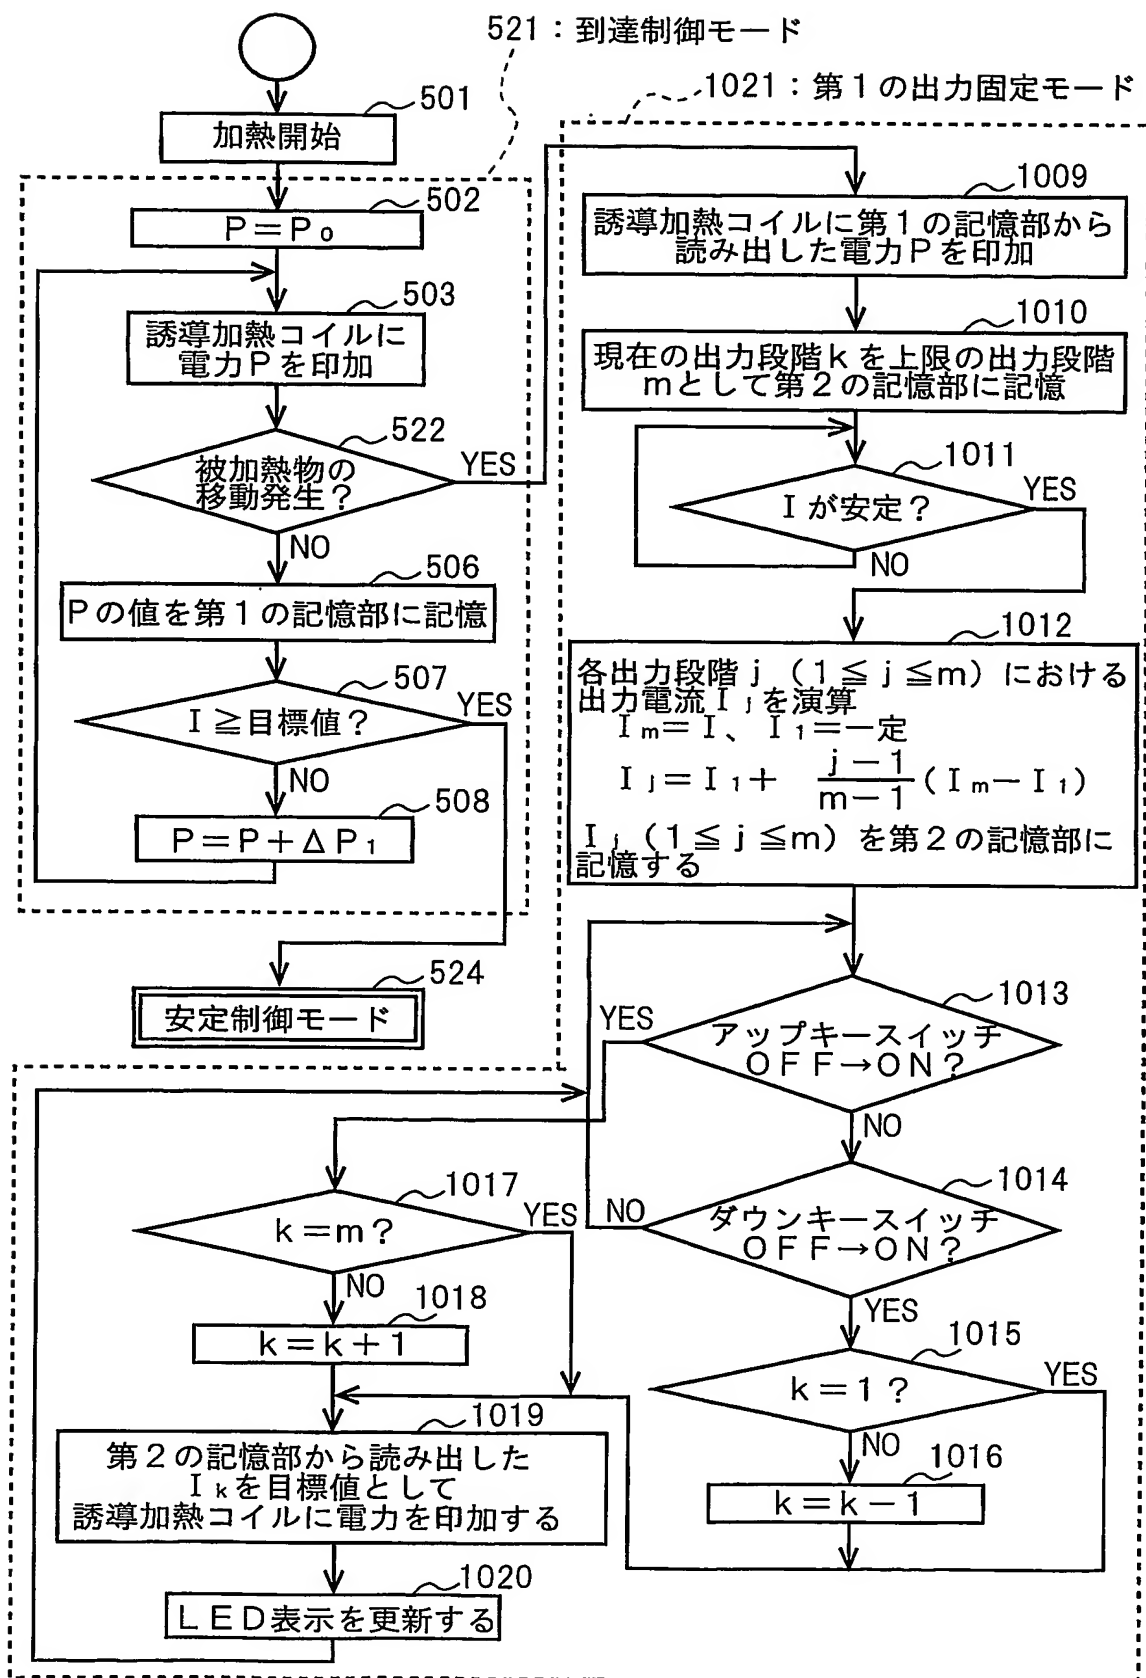 521：到達制御モード
501
加熱開始
502
P＝P₀
503
誘導加熱コイルに
電力Pを印加
522
被加熱物の
移動発生？
YES
NO
506
Pの値を第1の記憶部に記憶
507
I≧目標値？
YES
NO
508
P＝P＋ΔP₁
524
安定制御モード
1021：第1の出力固定モード
1009
誘導加熱コイルに第1の記憶部から
読み出した電力Pを印加
1010
現在の出力段階kを上限の出力段階
mとして第2の記憶部に記憶
1011
Iが安定？
YES
NO
1012
各出力段階j（1≦j≦m）における
出力電流Iⱼを演算
Iₘ＝I、I₁＝一定
Iⱼ＝I₁＋ (j－1)/(m－1) (Iₘ－I₁)
Iⱼ（1≦j≦m）を第2の記憶部に
記憶する
1013
アップキースイッチ
OFF→ON？
YES
NO
1014
ダウンキースイッチ
OFF→ON？
NO
YES
1015
k＝1？
YES
NO
1016
k＝k－1
1017
k＝m？
YES
NO
1018
k＝k＋1
1019
第2の記憶部から読み出した
Iₖを目標値として
誘導加熱コイルに電力を印加する
1020
LED表示を更新する